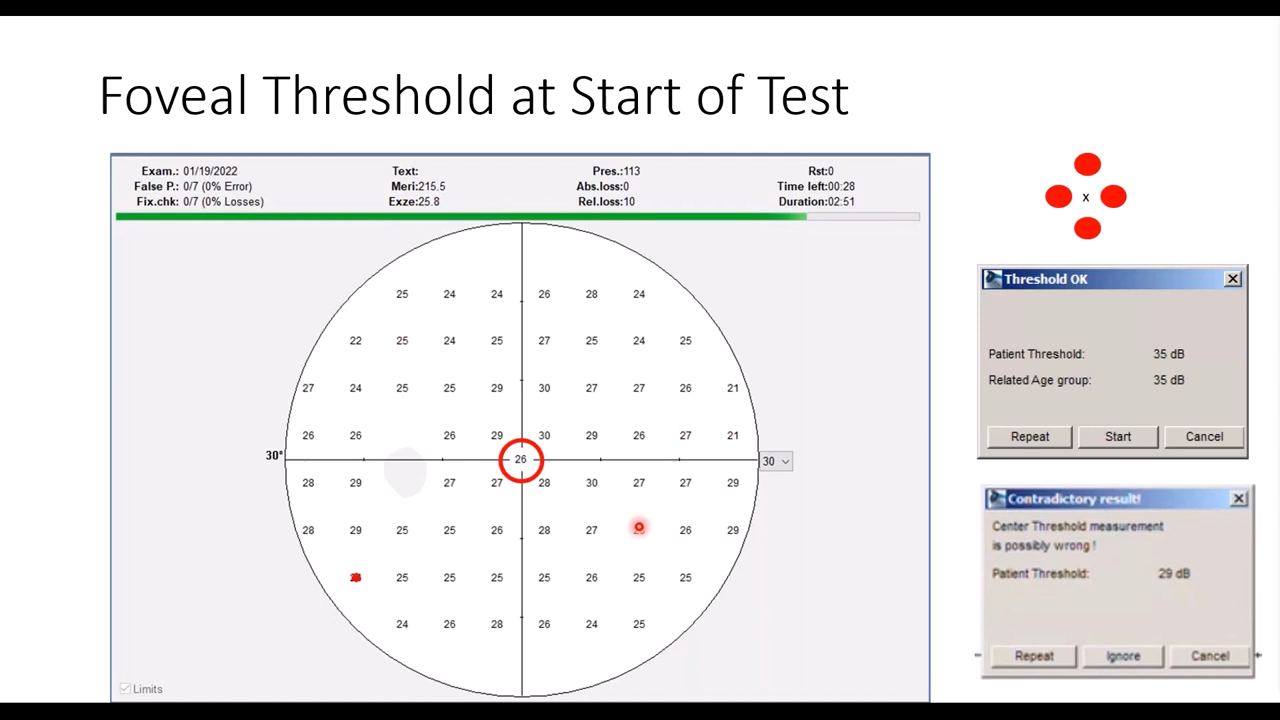 Foveal Threshold at Start of Test
Exam.: 01/19/2022 Text: Pres.:113 Rst:0
False P.: 0/7 (0% Error) Meri:215.5 Abs.loss:0 Time left:00:28
Fix.chk: 0/7 (0% Losses) Exze:25.8 Rel.loss:10 Duration:02:51
25 24 24 26 28 24
22 25 24 25 27 25 24 25
27 24 25 25 29 30 27 27 26 21
26 26 26 29 30 29 26 27 21
30° 26 30
28 29 27 27 28 30 27 27 29
28 29 25 25 26 28 27 26 29
25 25 25 25 26 25 25
24 26 28 26 24 25
Limits
x
Threshold OK
Patient Threshold: 35 dB
Related Age group: 35 dB
Repeat Start Cancel
Contradictory result!
Center Threshold measurement
is possibly wrong !
Patient Threshold: 29 dB
Repeat Ignore Cancel